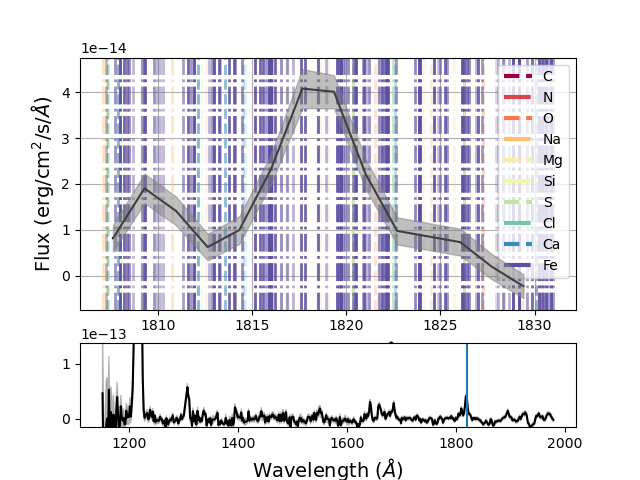 1e−14
Flux (erg/cm²/s/Å)
4
3
2
1
0
C
N
O
Na
Mg
Si
S
Cl
Ca
Fe
1810 1815 1820 1825 1830
1e−13
1
0
1200 1400 1600 1800 2000
Wavelength (Å)